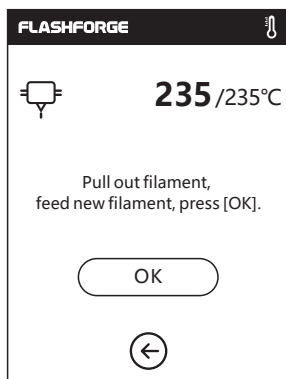 FLASHFORGE
235/235℃
Pull out filament,
feed new filament, press [OK].
OK